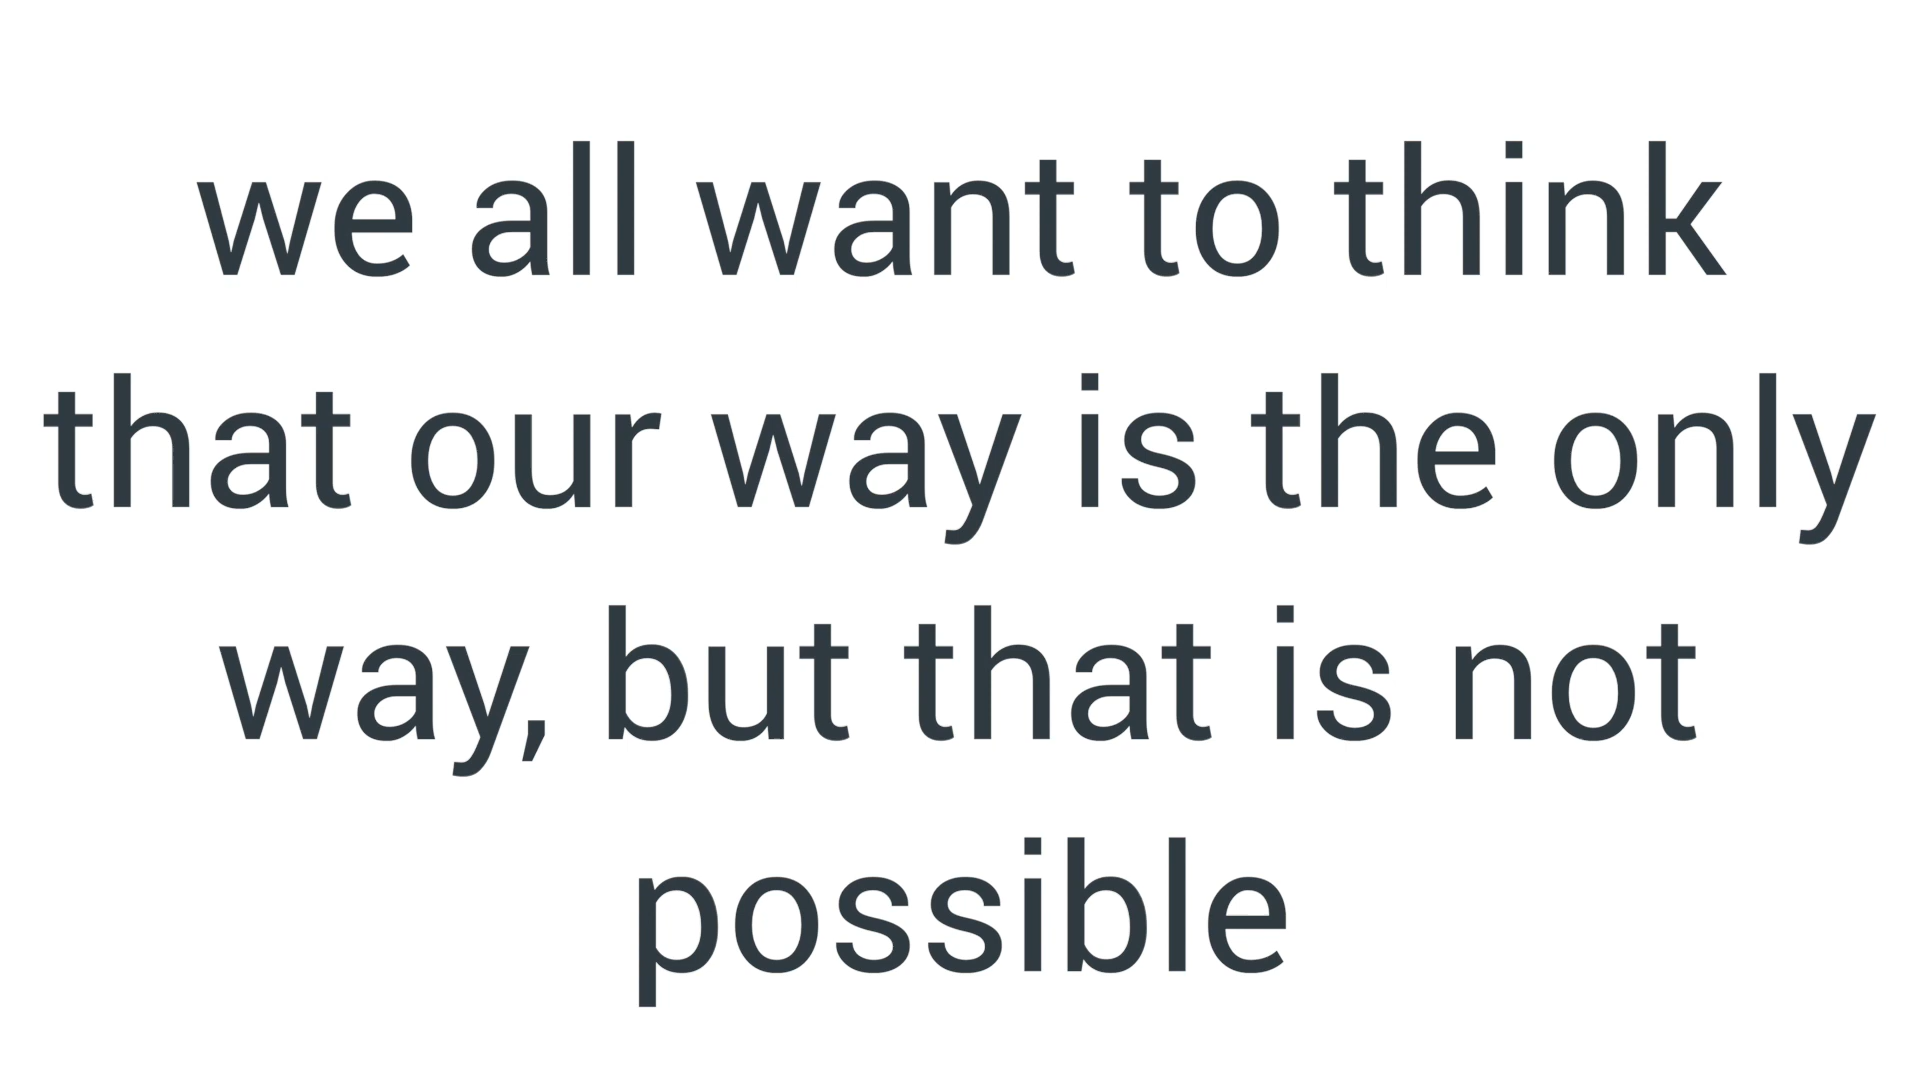 we all want to think
that our way is the only
way, but that is not
possible